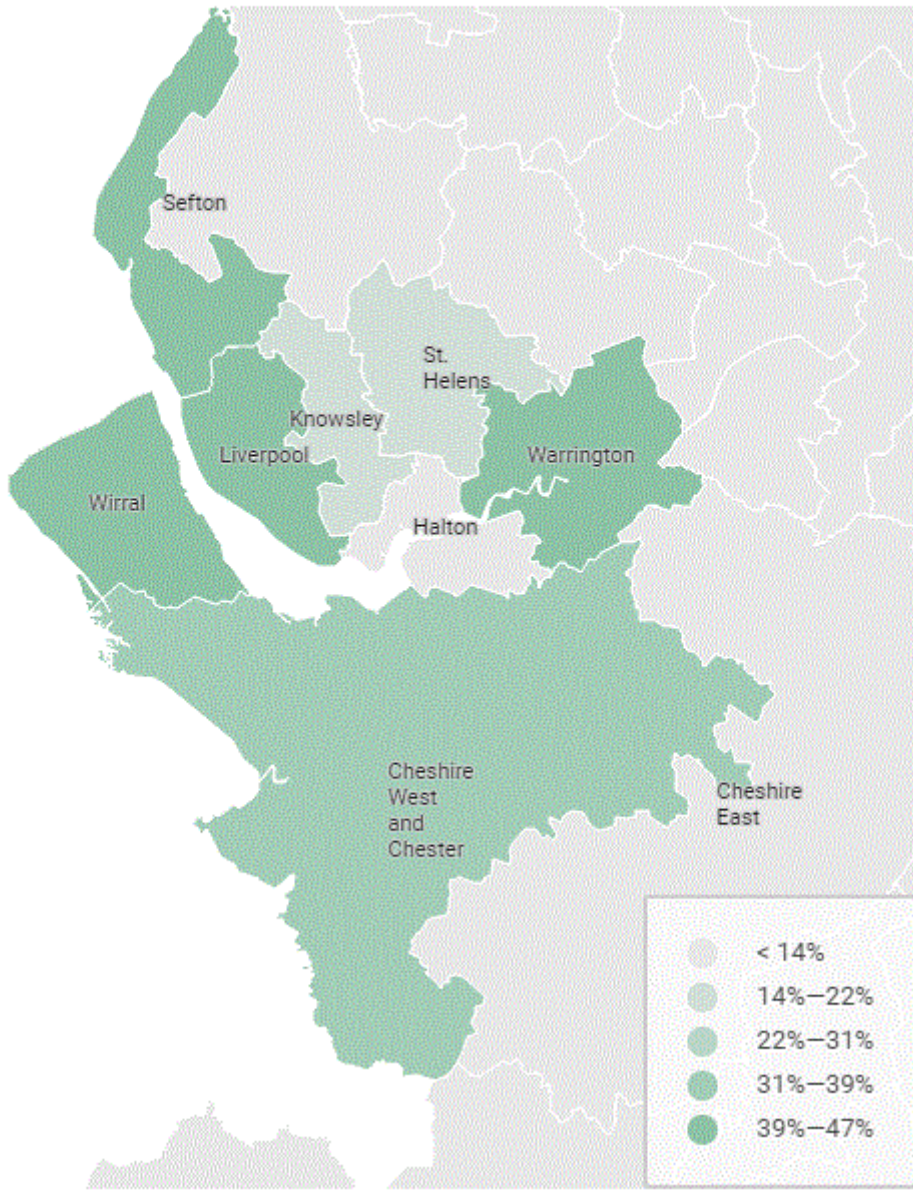 Sefton
St.
Helens
Knowsley
Liverpool
Warrington
Wirral
Halton
Cheshire
West
and
Chester
Cheshire
East
< 14%
14%—22%
22%—31%
31%—39%
39%—47%